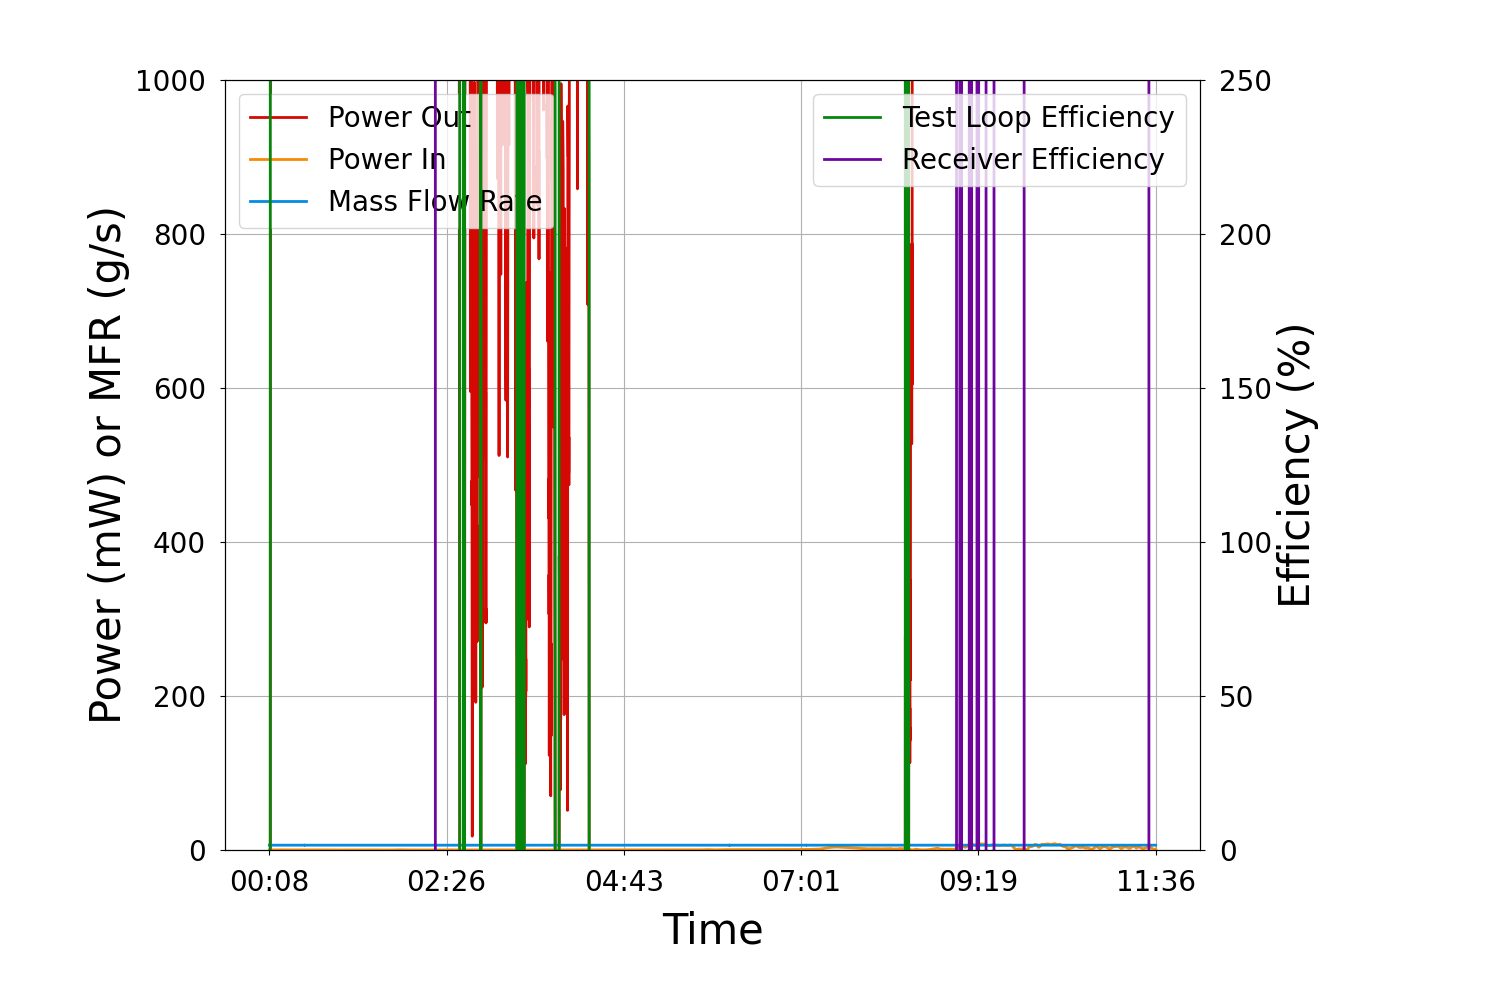 1000
800
600
400
200
0
Power (mW) or MFR (g/s)
Power Out
Power In
Mass Flow Rate
Test Loop Efficiency
Receiver Efficiency
250
200
150
100
50
0
Efficiency (%)
00:08 02:26 04:43 07:01 09:19 11:36
Time